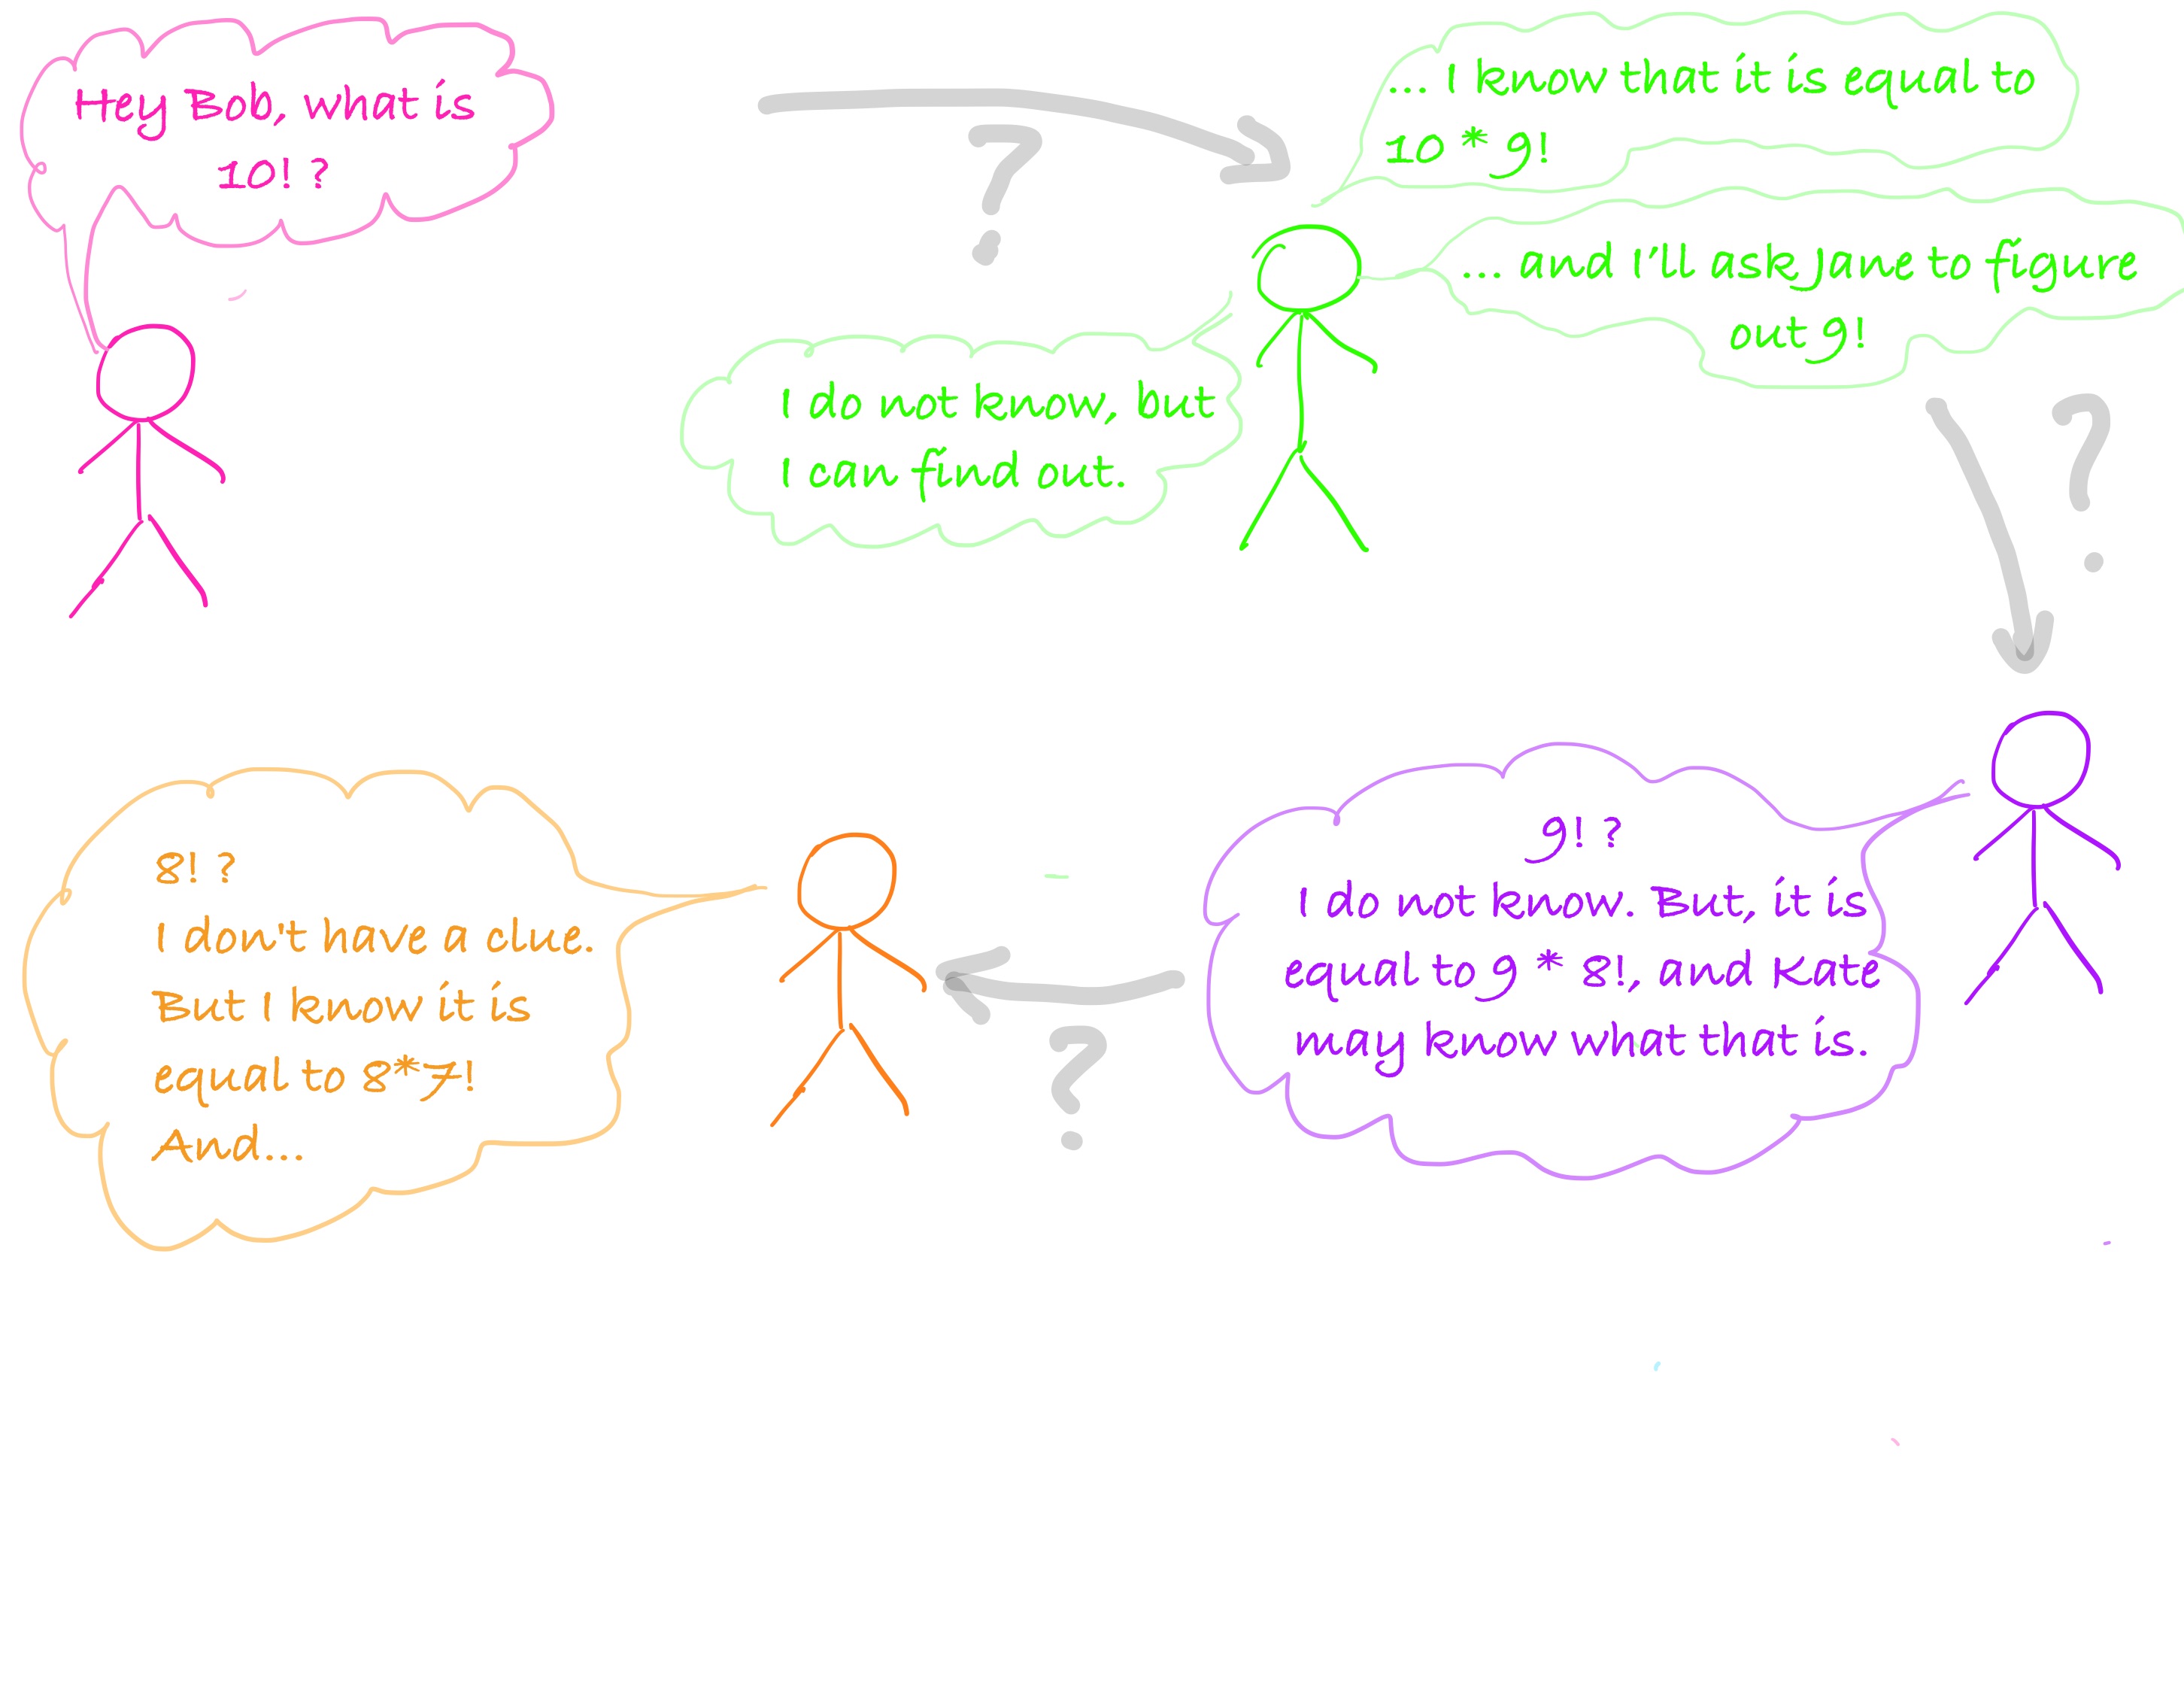 Hey Bob, what is
10! ?
I do not know, but
I can find out.
... I know that it is equal to
10 * 9!
... and I'll ask Jane to figure
out 9!
?
?
9! ?
I do not know. But, it is
equal to 9 * 8!, and Kate
may know what that is.
?
8! ?
I don't have a clue.
But I know it is
equal to 8*7!
And...